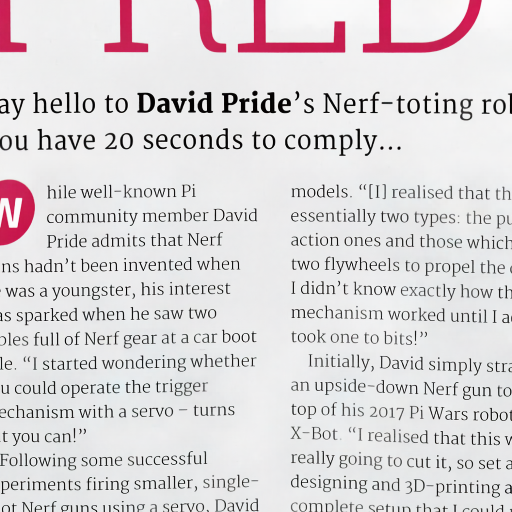 FRED
ay hello to David Pride's Nerf-toting rob
ou have 20 seconds to comply...
While well-known Pi
community member David
Pride admits that Nerf
ns hadn't been invented when
was a youngster, his interest
as sparked when he saw two
bles full of Nerf gear at a car boot
le. “I started wondering whether
u could operate the trigger
echanism with a servo – turns
t you can!”
Following some successful
periments firing smaller, single-
ot Nerf guns using a servo, David
models. “[I] realised that th
essentially two types: the pu
action ones and those which
two flywheels to propel the
I didn't know exactly how th
mechanism worked until I a
took one to bits!”
Initially, David simply stra
an upside-down Nerf gun to
top of his 2017 Pi Wars robot
X-Bot. “I realised that this w
really going to cut it, so set a
designing and 3D-printing a
complete setup that I could